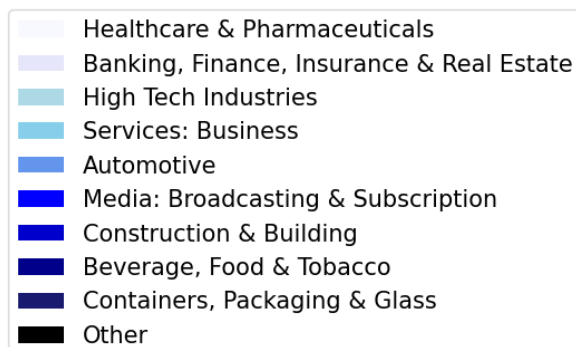 Healthcare & Pharmaceuticals
Banking, Finance, Insurance & Real Estate
High Tech Industries
Services: Business
Automotive
Media: Broadcasting & Subscription
Construction & Building
Beverage, Food & Tobacco
Containers, Packaging & Glass
Other